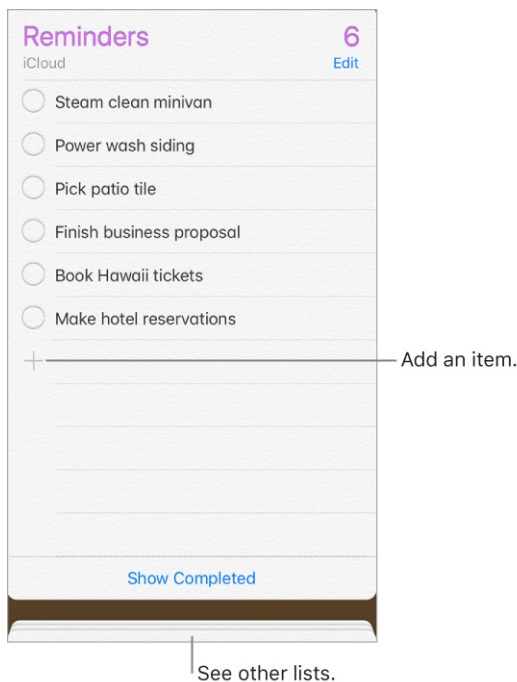 Reminders 6
iCloud Edit
Steam clean minivan
Power wash siding
Pick patio tile
Finish business proposal
Book Hawaii tickets
Make hotel reservations
Add an item.
Show Completed
See other lists.